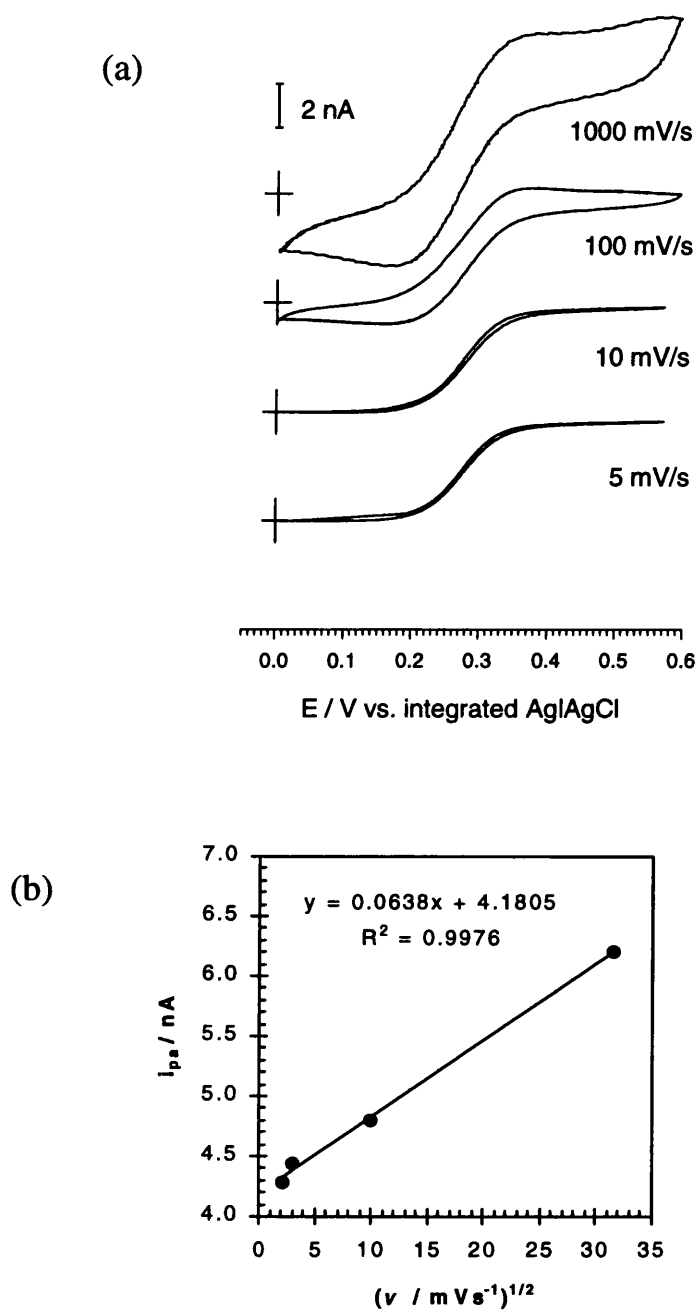 (a)
2 nA
1000 mV/s
100 mV/s
10 mV/s
5 mV/s
0.0 0.1 0.2 0.3 0.4 0.5 0.6
E / V vs. integrated Ag|AgCl
(b)
7.0
6.5
6.0
5.5
5.0
4.5
4.0
i_pa / nA
y = 0.0638x + 4.1805
R² = 0.9976
0 5 10 15 20 25 30 35
(v / mVs⁻¹)¹/²